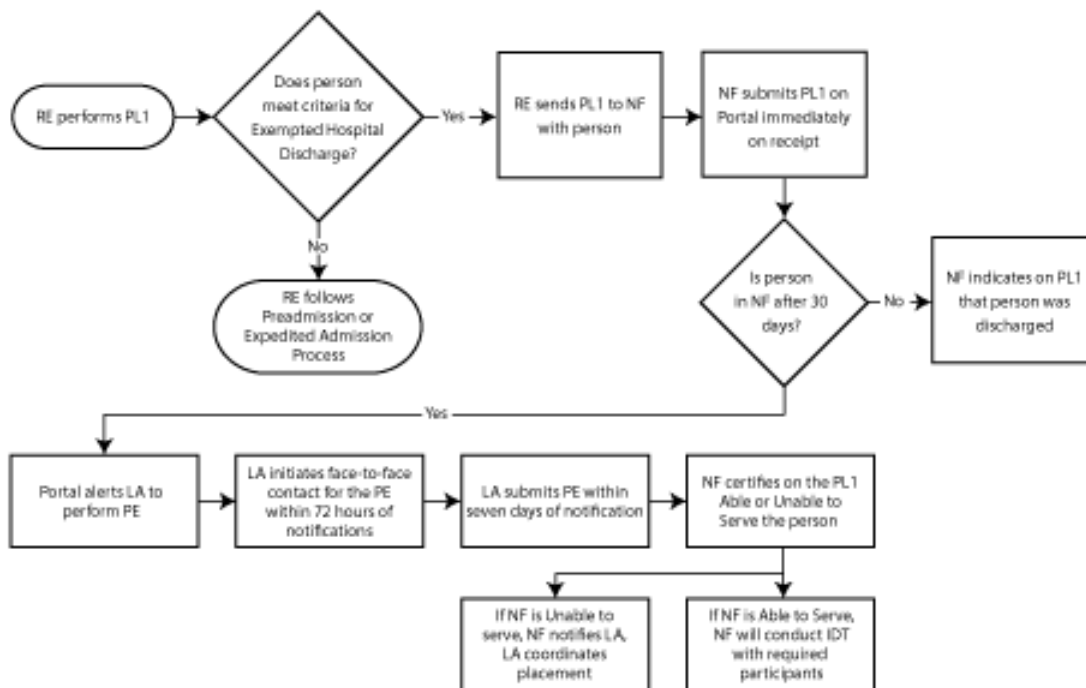 RE performs PL1
Does person
meet criteria for
Exempted Hospital
Discharge?
Yes
RE sends PL1 to NF
with person
NF submits PL1 on
Portal immediately
on receipt
No
RE follows
Preadmission or
Expedited Admission
Process
Is person
in NF after 30
days?
No
NF indicates on PL1
that person was
discharged
Yes
Portal alerts LA to
perform PE
LA initiates face-to-face
contact for the PE
within 72 hours of
notifications
LA submits PE within
seven days of notification
NF certifies on the PL1
Able or Unable to
Serve the person
If NF is Unable to
serve, NF notifies LA,
LA coordinates
placement
If NF is Able to Serve,
NF will conduct IDT
with required
participants